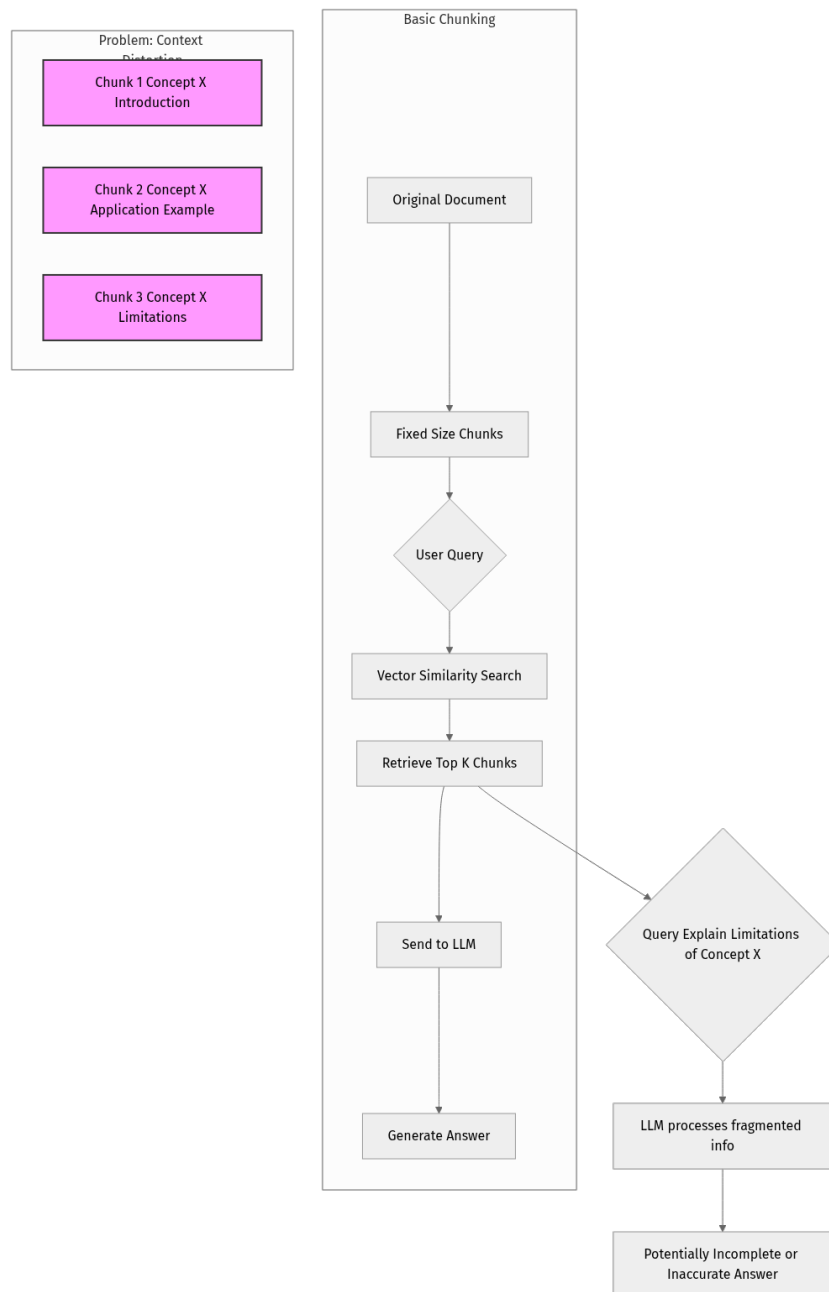 Problem: Context
Distortion
Chunk 1 Concept X
Introduction
Chunk 2 Concept X
Application Example
Chunk 3 Concept X
Limitations
Basic Chunking
Original Document
Fixed Size Chunks
User Query
Vector Similarity Search
Retrieve Top K Chunks
Send to LLM
Generate Answer
Query Explain Limitations
of Concept X
LLM processes fragmented
info
Potentially Incomplete or
Inaccurate Answer